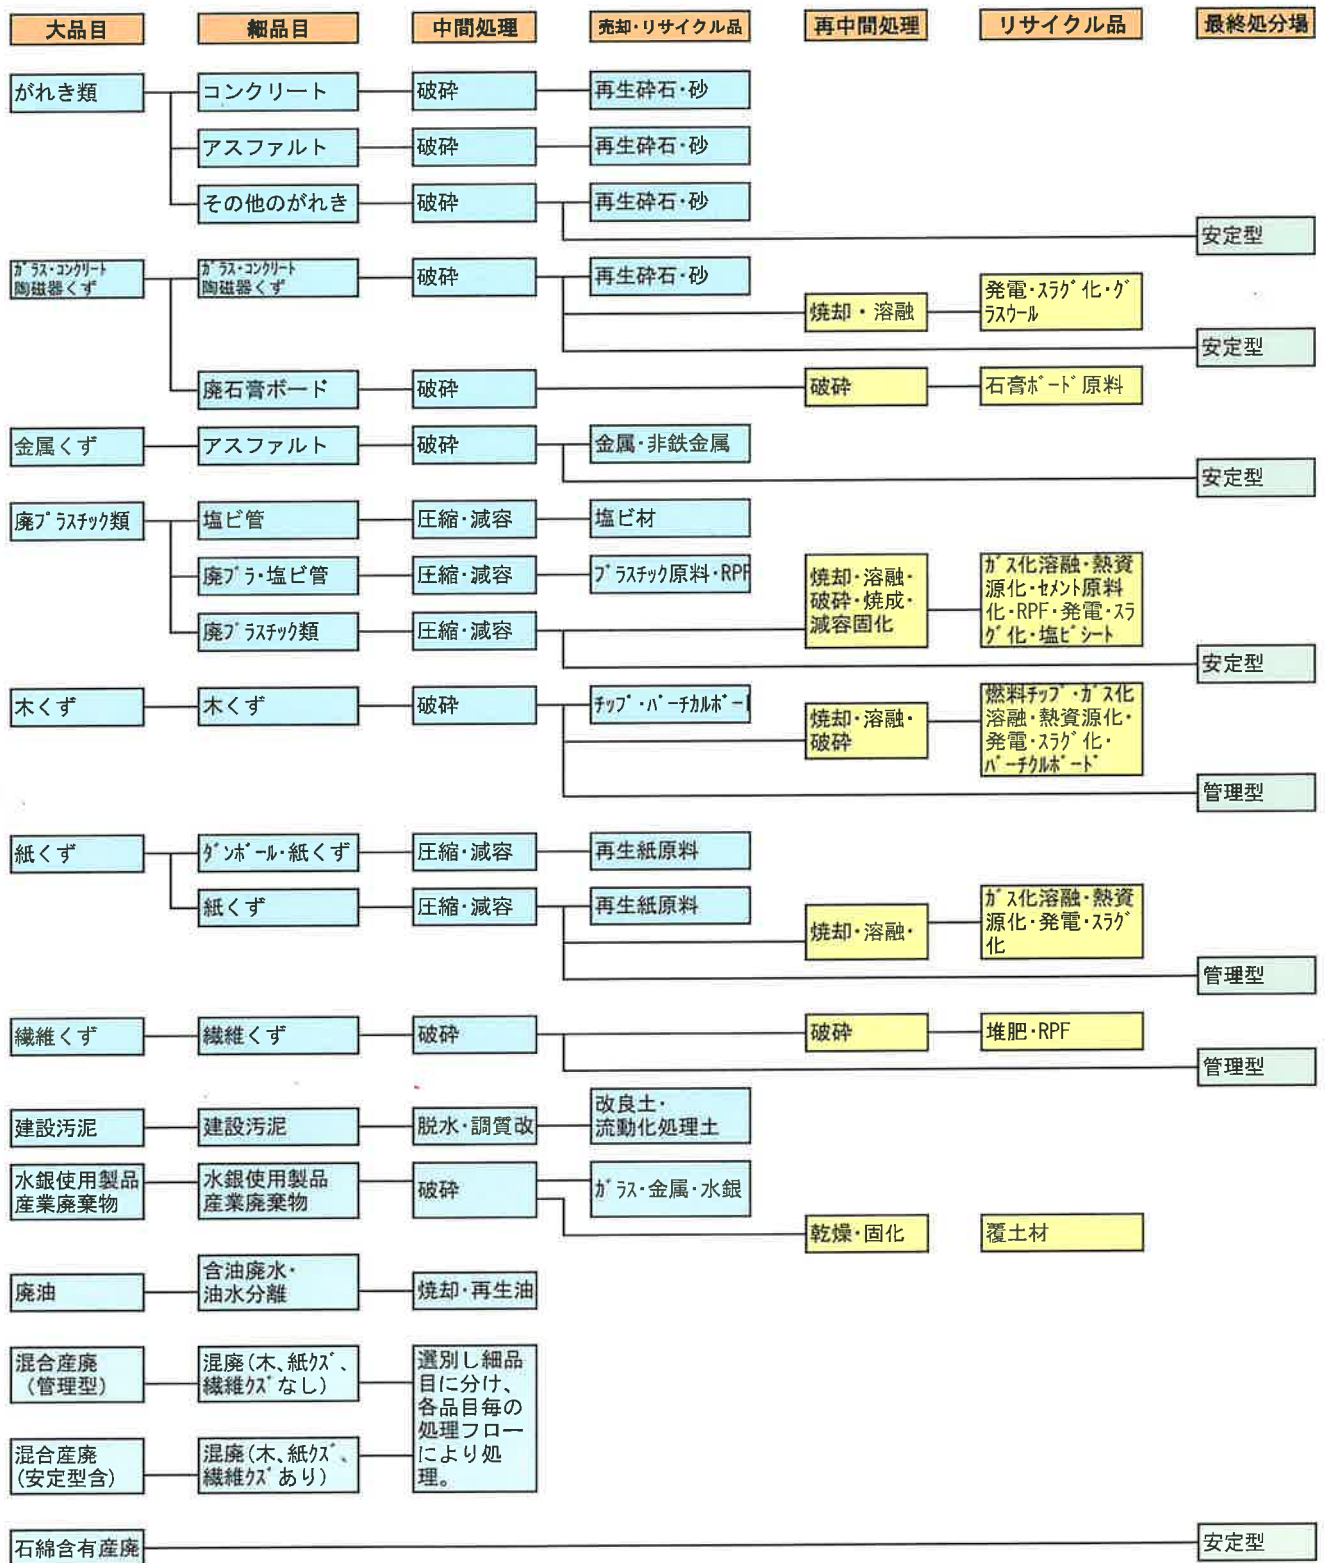 大品目
細品目
中間処理
売却・リサイクル品
再中間処理
リサイクル品
最終処分場
がれき類
コンクリート
破砕
再生砕石・砂
アスファルト
破砕
再生砕石・砂
その他のがれき
破砕
再生砕石・砂
安定型
ガラス・コンクリート
陶磁器くず
ガラス・コンクリート
陶磁器くず
破砕
再生砕石・砂
焼却・溶融
発電・スラグ化・グ
ラスウール
安定型
廃石膏ボード
破砕
破砕
石膏ボード原料
金属くず
アスファルト
破砕
金属・非鉄金属
安定型
廃プラスチック類
塩ビ管
圧縮・減容
塩ビ材
廃プラ・塩ビ管
圧縮・減容
プラスチック原料・RPF
焼却・溶融・
破砕・焼成・
減容固化
ガス化溶融・熱資
源化・セメント原料
化・RPF・発電・スラ
グ化・塩ビシート
廃プラスチック類
圧縮・減容
安定型
木くず
木くず
破砕
チップ・パーチカルボード
焼却・溶融・
破砕
燃料チップ・ガス化
溶融・熱資源化・
発電・スラグ化・
パーチクルボード
管理型
紙くず
ダンボール・紙くず
圧縮・減容
再生紙原料
紙くず
圧縮・減容
再生紙原料
焼却・溶融・
ガス化溶融・熱資
源化・発電・スラグ
化
管理型
繊維くず
繊維くず
破砕
破砕
堆肥・RPF
管理型
建設汚泥
建設汚泥
脱水・調質改
改良土・
流動化処理土
水銀使用製品
産業廃棄物
水銀使用製品
産業廃棄物
破砕
ガラス・金属・水銀
乾燥・固化
覆土材
廃油
含油廃水・
油水分離
焼却・再生油
混合産廃
(管理型)
混廃(木、紙クズ、
繊維クズなし)
選別し細品
目に分け、
各品目毎の
処理フロー
により処
理。
混合産廃
(安定型含)
混廃(木、紙クズ、
繊維クズあり)
石綿含有産廃
安定型